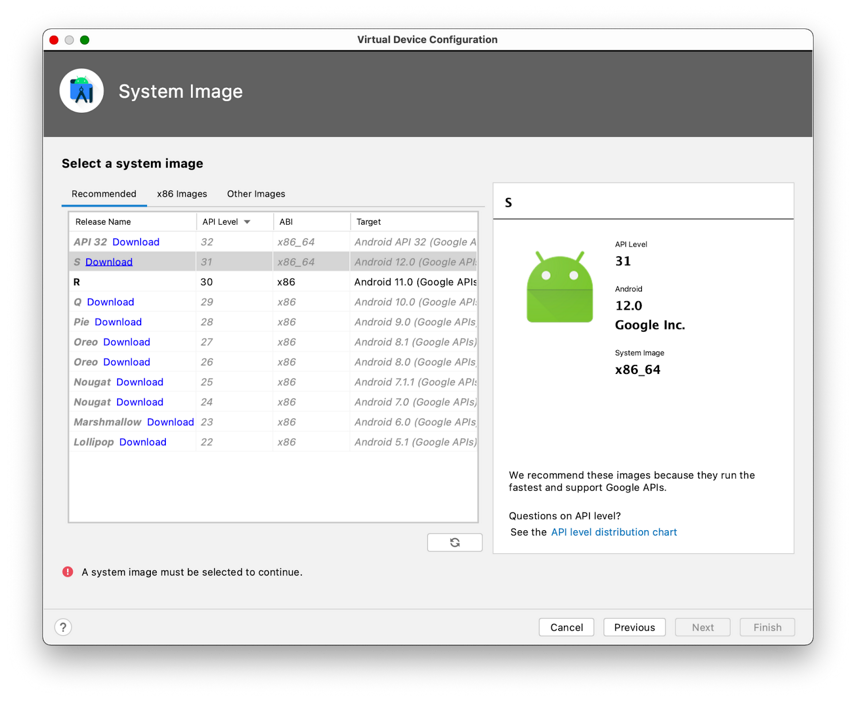 Virtual Device Configuration
System Image
Select a system image
Recommended x86 Images Other Images
Release Name API Level ABI Target
API 32 Download 32 x86_64 Android API 32 (Google A
S Download 31 x86_64 Android 12.0 (Google APIs
R 30 x86 Android 11.0 (Google APIs
Q Download 29 x86 Android 10.0 (Google APIs
Pie Download 28 x86 Android 9.0 (Google APIs)
Oreo Download 27 x86 Android 8.1 (Google APIs)
Oreo Download 26 x86 Android 8.0 (Google APIs)
Nougat Download 25 x86 Android 7.1.1 (Google APIs
Nougat Download 24 x86 Android 7.0 (Google APIs)
Marshmallow Download 23 x86 Android 6.0 (Google APIs)
Lollipop Download 22 x86 Android 5.1 (Google APIs)
S
API Level
31
Android
12.0
Google Inc.
System Image
x86_64
We recommend these images because they run the
fastest and support Google APIs.
Questions on API level?
See the API level distribution chart
! A system image must be selected to continue.
? Cancel Previous Next Finish